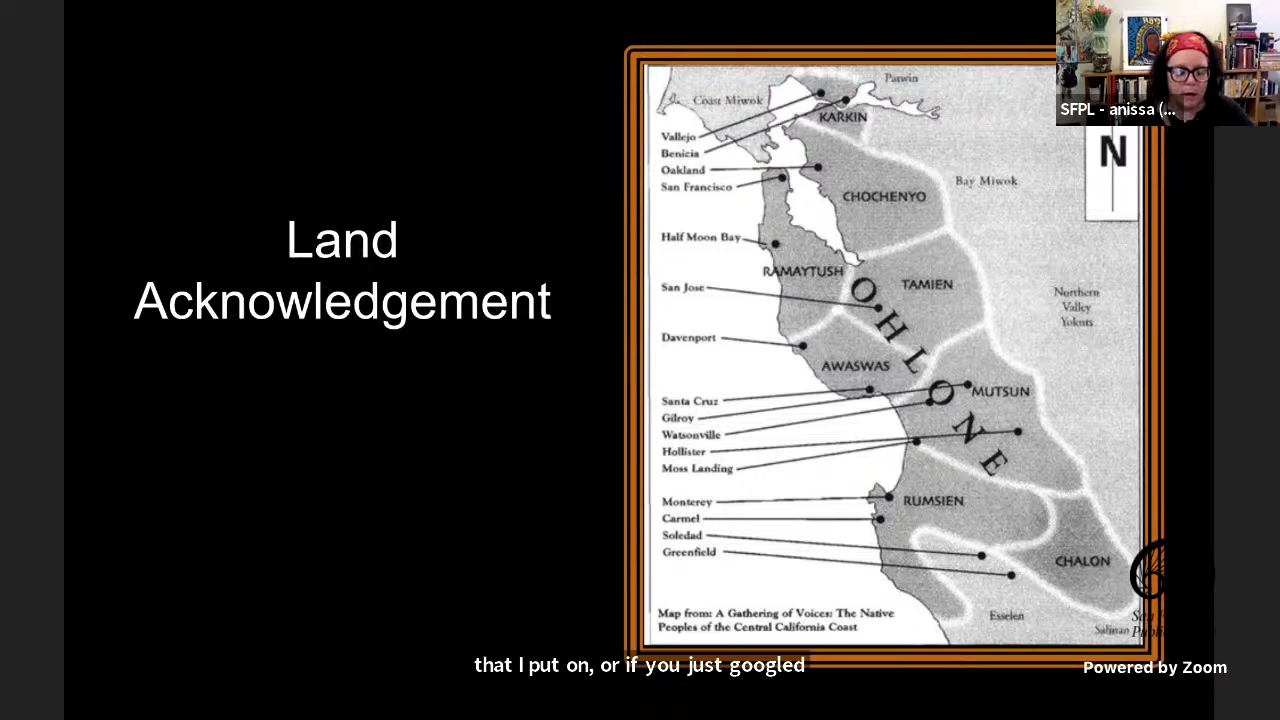 Land
Acknowledgement
Patwin
Coast Miwok
KARKIN
Vallejo
Benicia
Oakland
San Francisco
CHOCHENYO
Bay Miwok
N
Half Moon Bay
RAMAYTUSH
San Jose
TAMIEN
Northern
Valley
Yokuts
OHLONE
Davenport
AWASWAS
MUTSUN
Santa Cruz
Gilroy
Watsonville
Hollister
Moss Landing
Monterey
Carmel
Soledad
Greenfield
RUMSIEN
CHALON
Esselen
Salinan
Map from: A Gathering of Voices: The Native
Peoples of the Central California Coast
SFPL - anissa (...
that I put on, or if you just googled
Powered by Zoom